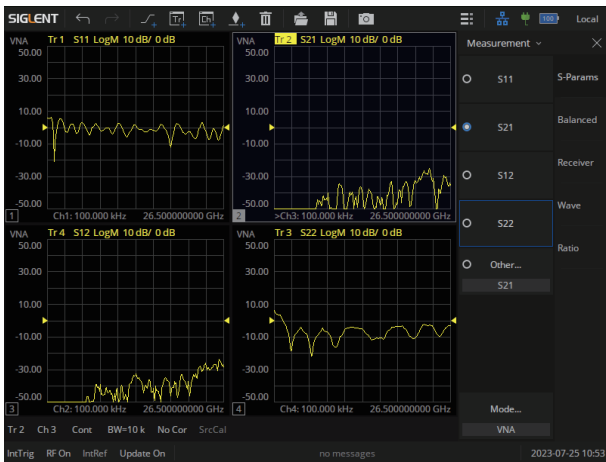 SIGLENT Tr Ch 100 Local
VNA Tr 1 S11 LogM 10 dB/ 0 dB
50.00
30.00
10.00
-10.00
-30.00
-50.00
1 Ch1: 100.000 kHz 26.500000000 GHz
VNA Tr 2 S21 LogM 10 dB/ 0 dB
50.00
30.00
10.00
-10.00
-30.00
-50.00
2 >Ch3: 100.000 kHz 26.500000000 GHz
VNA Tr 4 S12 LogM 10 dB/ 0 dB
50.00
30.00
10.00
-10.00
-30.00
-50.00
3 Ch2: 100.000 kHz 26.500000000 GHz
VNA Tr 3 S22 LogM 10 dB/ 0 dB
50.00
30.00
10.00
-10.00
-30.00
-50.00
4 Ch4: 100.000 kHz 26.500000000 GHz
Measurement
S11
S21
S12
S22
Other...
S21
Mode...
VNA
S-Params
Balanced
Receiver
Wave
Ratio
Tr 2 Ch 3 Cont BW=10 k No Cor SrcCal
IntTrig RF On IntRef Update On no messages 2023-07-25 10:53